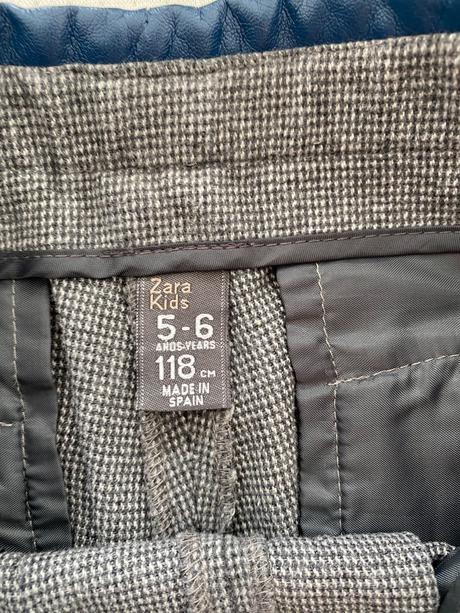 Zara
Kids
5-6
AÑOS-YEARS
118 CM
MADE IN
SPAIN